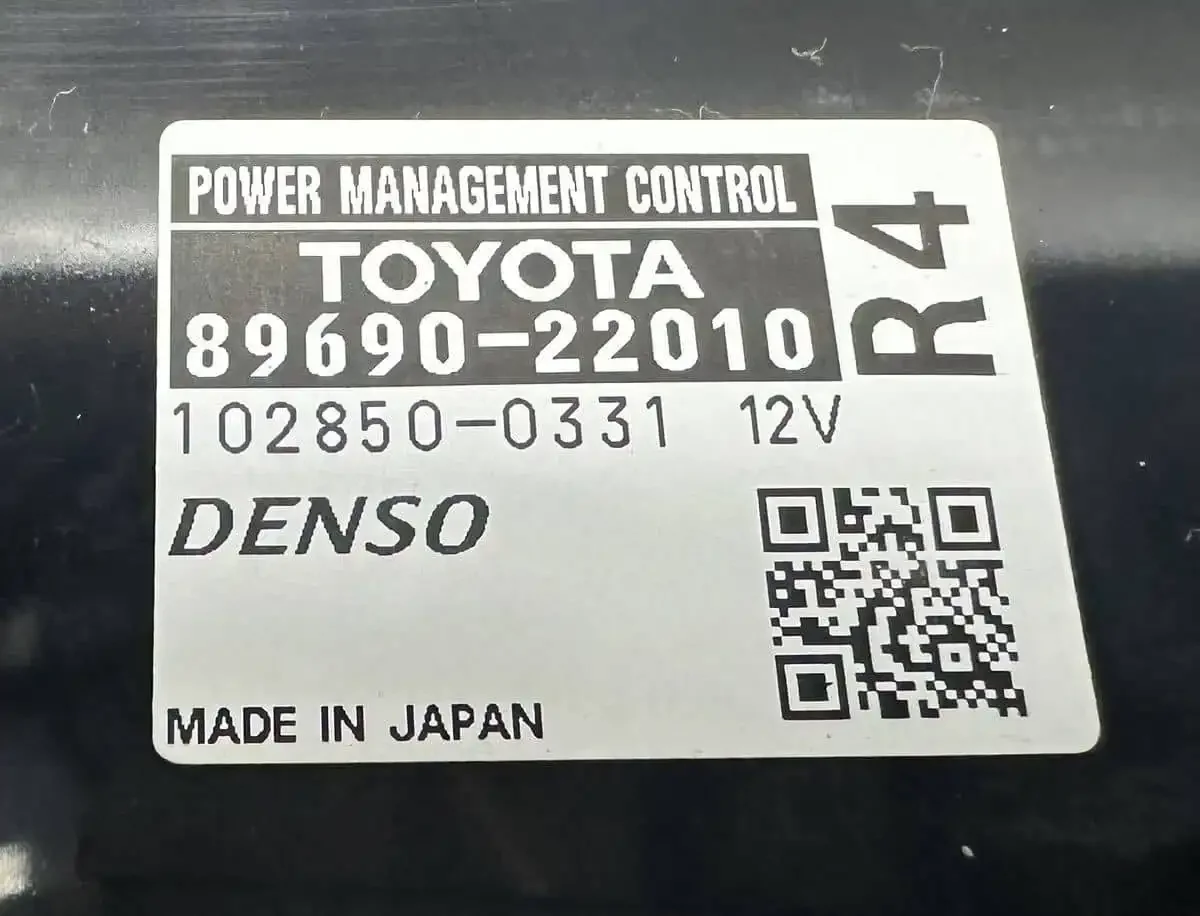 POWER MANAGEMENT CONTROL
TOYOTA
89690-22010
R4
102850-0331 12V
DENSO
MADE IN JAPAN